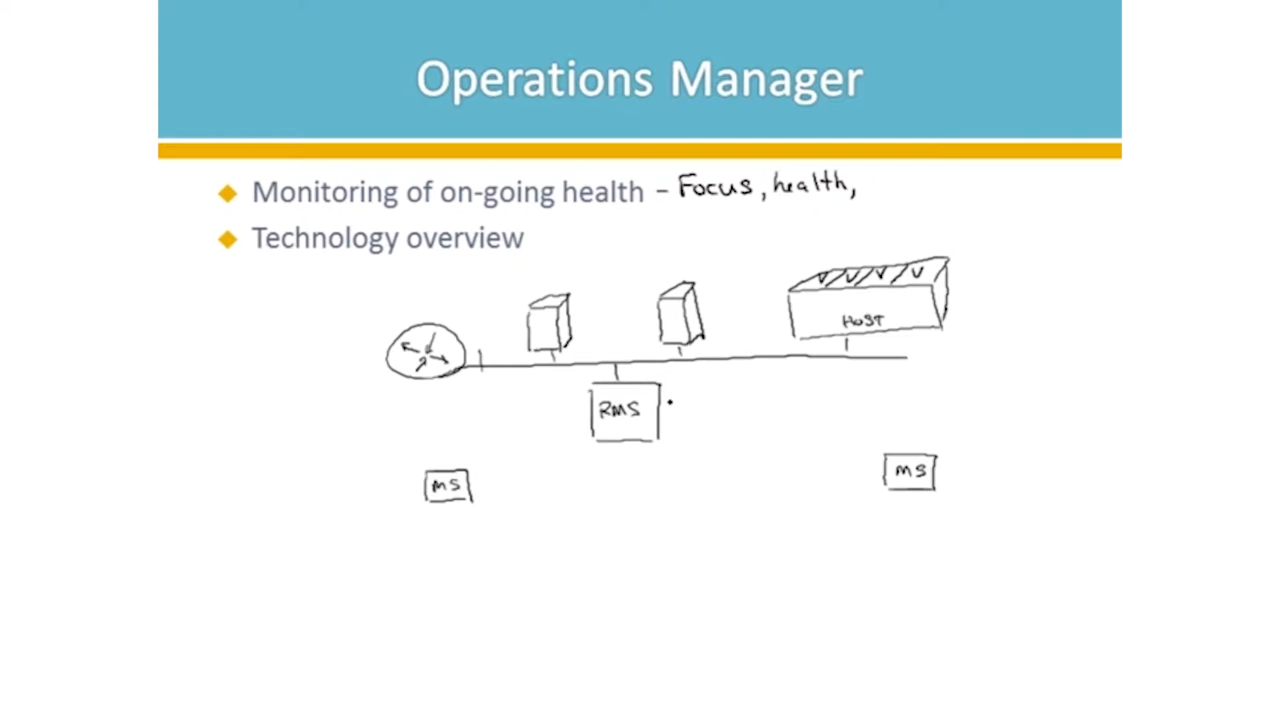 Operations Manager
Monitoring of on-going health – Focus, health,
Technology overview
V V V V
HOST
RMS
MS
MS